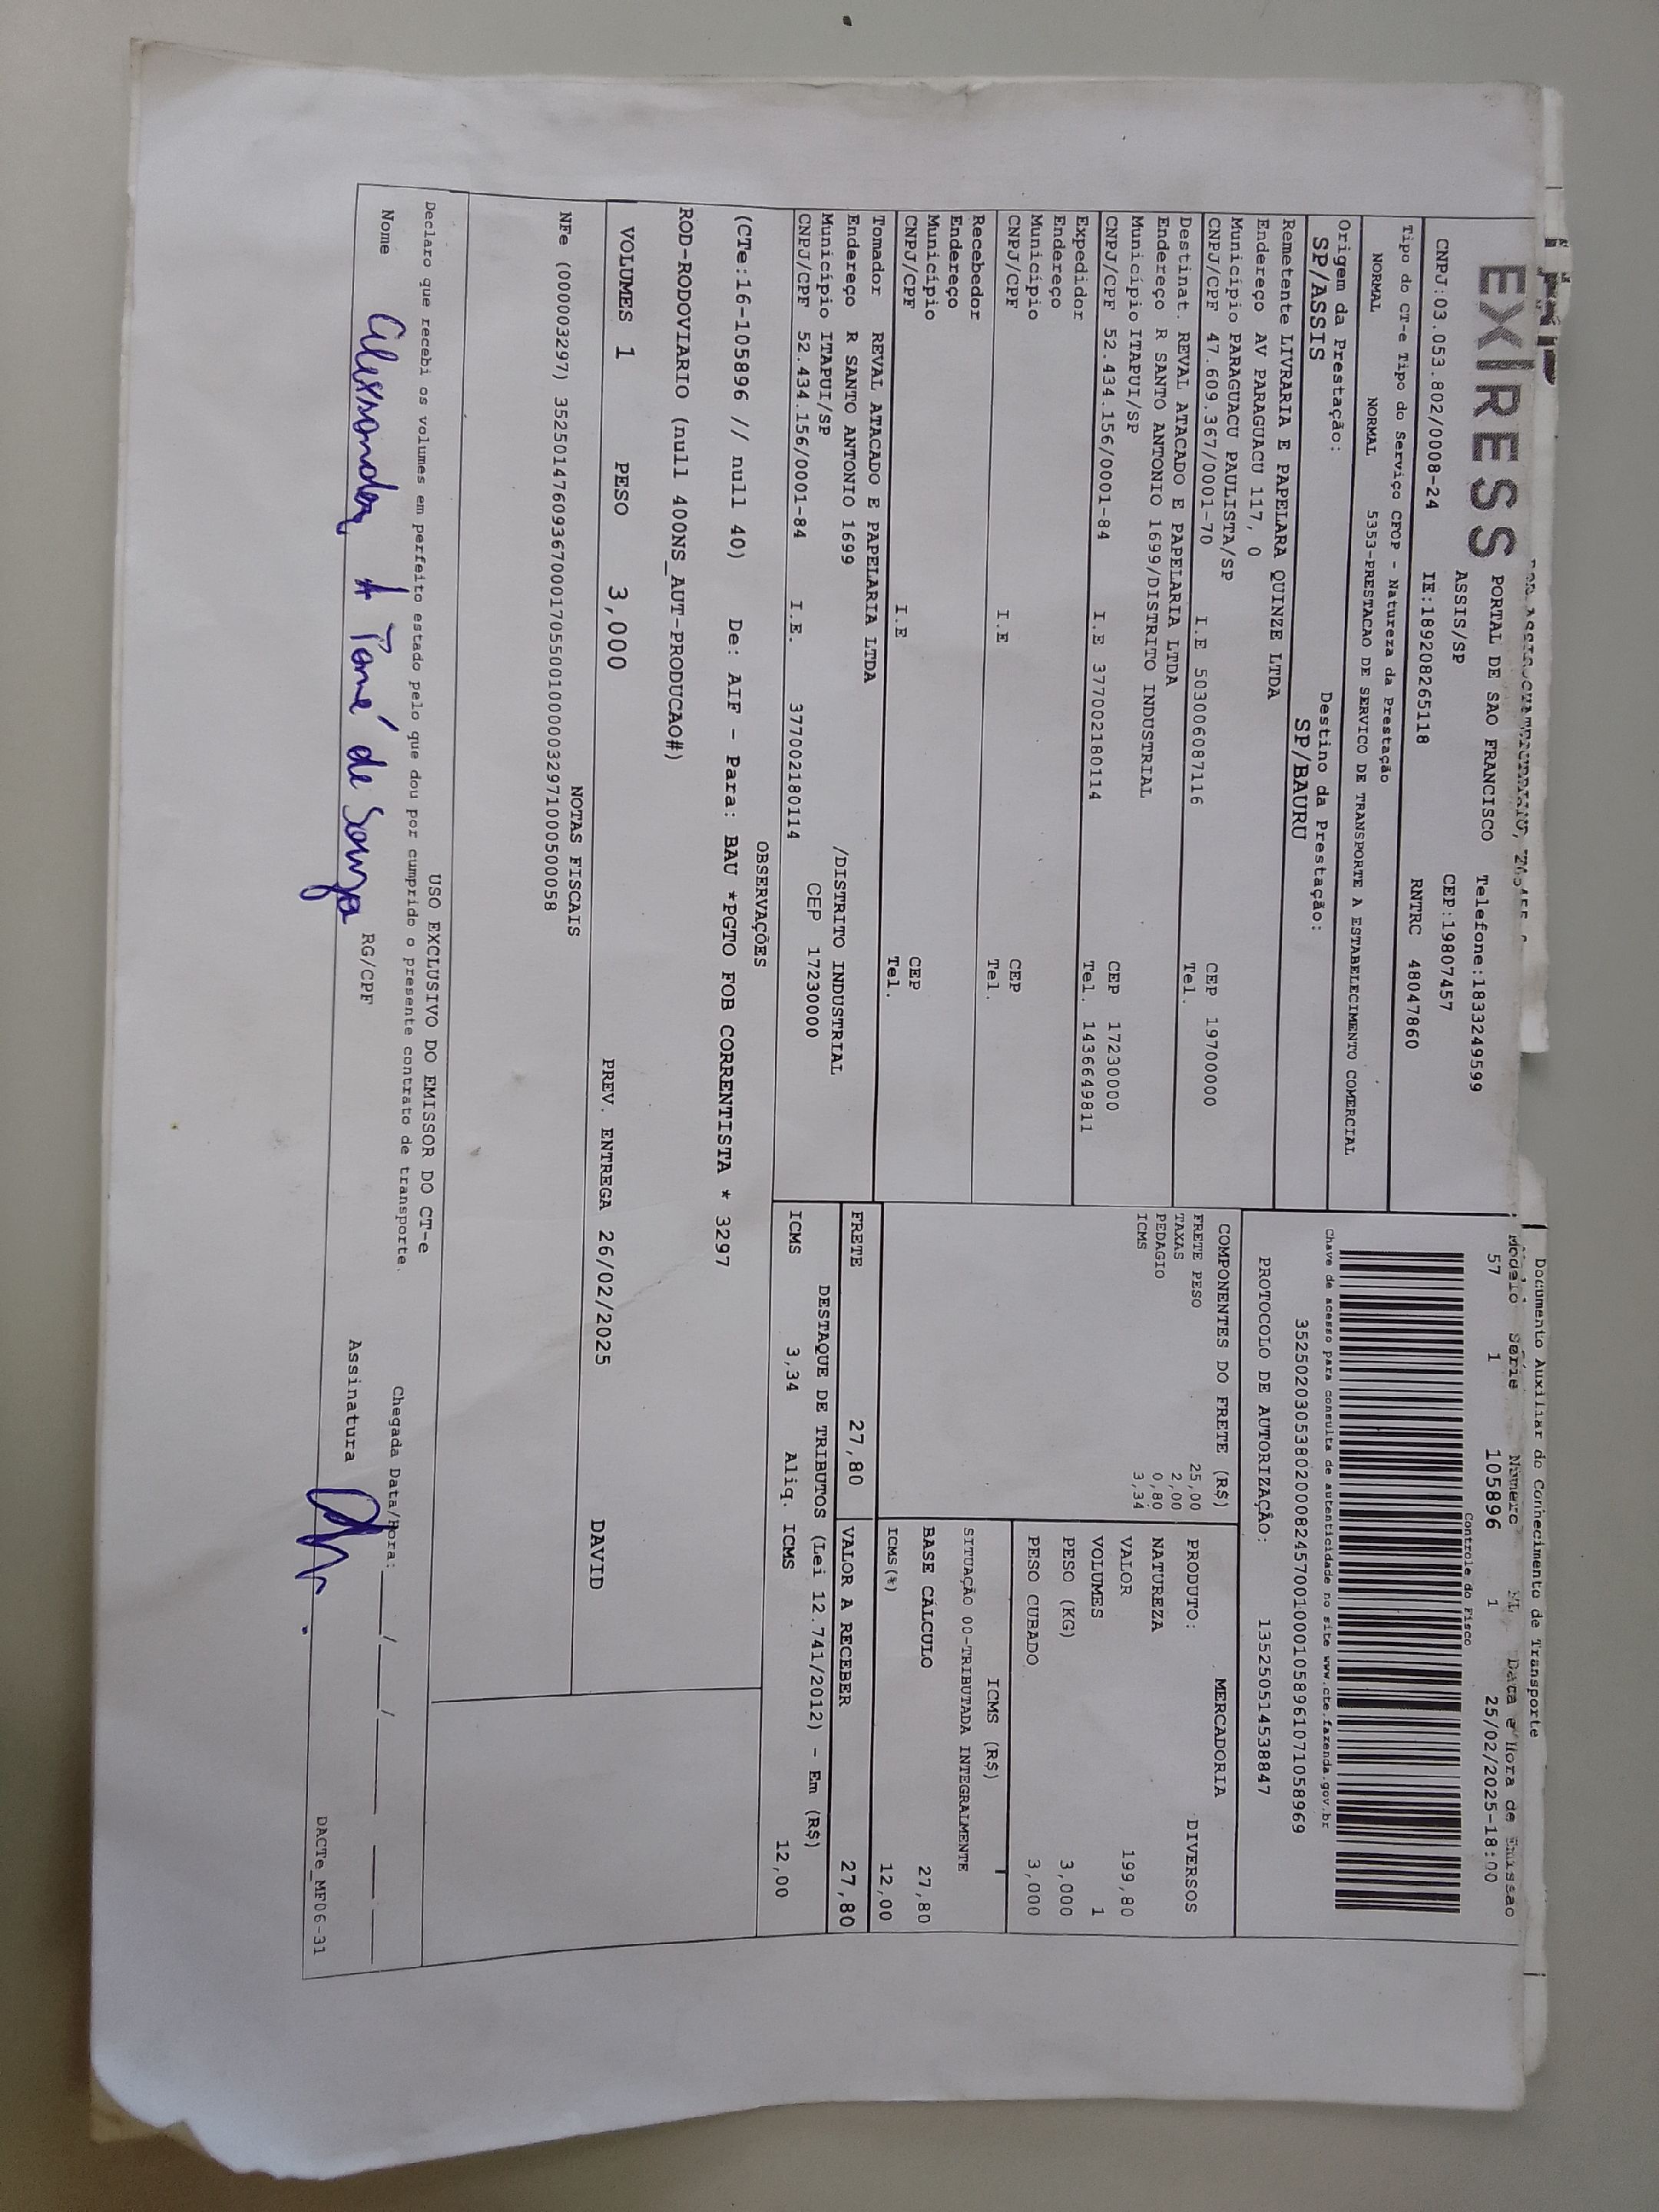 EXPRESS
PORTAL DE SAO FRANCISCO Telefone:1833249599
ASSIS/SP CEP:19807457
CNPJ:03.053.802/0008-24 IE:189208265118 RNTRC 48047860
Tipo do CT-e Tipo do Serviço CFOP - Natureza da Prestação
NORMAL NORMAL 5353-PRESTACAO DE SERVICO DE TRANSPORTE A ESTABELECIMENTO COMERCIAL
Origem da Prestação: Destino da Prestação:
SP/ASSIS SP/BAURU
Remetente LIVRARIA E PAPELARA QUINZE LTDA
Endereço AV PARAGUACU 117, 0
Município PARAGUACU PAULISTA/SP CEP 19700000
CNPJ/CPF 47.609.367/0001-70 I.E 503006087116 Tel.
Destinat. REVAL ATACADO E PAPELARIA LTDA
Endereço R SANTO ANTONIO 1699/DISTRITO INDUSTRIAL
Município ITAPUI/SP CEP 17230000
CNPJ/CPF 52.434.156/0001-84 I.E 377002180114 Tel. 1436649811
Expedidor
Endereço
Município CEP
CNPJ/CPF I.E Tel.
Recebedor
Endereço
Município CEP
CNPJ/CPF I.E Tel.
Tomador REVAL ATACADO E PAPELARIA LTDA
Endereço R SANTO ANTONIO 1699 /DISTRITO INDUSTRIAL
Município ITAPUI/SP CEP 17230000
CNPJ/CPF 52.434.156/0001-84 I.E. 377002180114
Documento Auxiliar do Conhecimento de Transporte
Modelo Série Número FL Data e Hora de Emissão
57 1 105896 1 25/02/2025-18:00
Controle do Fisco
Chave de acesso para consulta de autenticidade no site www.cte.fazenda.gov.br
35250203053802000824570010001058961071058969
PROTOCOLO DE AUTORIZAÇÃO: 135250514538847
COMPONENTES DO FRETE (R$)
FRETE PESO 25,00
TAXAS 2,00
PEDAGIO 0,80
ICMS 3,34
MERCADORIA
PRODUTO: DIVERSOS
NATUREZA
VALOR 199,80
VOLUMES 1
PESO (KG) 3,000
PESO CUBADO 3,000
ICMS (R$)
SITUAÇÃO 00-TRIBUTADA INTEGRALMENTE
BASE CÁLCULO 27,80
ICMS(%) 12,00
FRETE 27,80 VALOR A RECEBER 27,80
DESTAQUE DE TRIBUTOS (Lei 12.741/2012) - Em (R$)
ICMS 3,34 Aliq. ICMS 12,00
OBSERVAÇÕES
(CTe:16-105896 // null 40) De: AIF - Para: BAU *PGTO FOB CORRENTISTA * 3297
ROD-RODOVIARIO (null 400NS_AUT-PRODUCAO#)
VOLUMES 1 PESO 3,000 PREV. ENTREGA 26/02/2025 DAVID
NOTAS FISCAIS
NFe (000003297) 35250147609367000170550010000032971000500058
USO EXCLUSIVO DO EMISSOR DO CT-e
Declaro que recebi os volumes em perfeito estado pelo que dou por cumprido o presente contrato de transporte. Chegada Data/Hora: ____/____/______ ___ ___
Nome Alexsander A Tomé de Souza RG/CPF Assinatura
DACTe_MF06-31